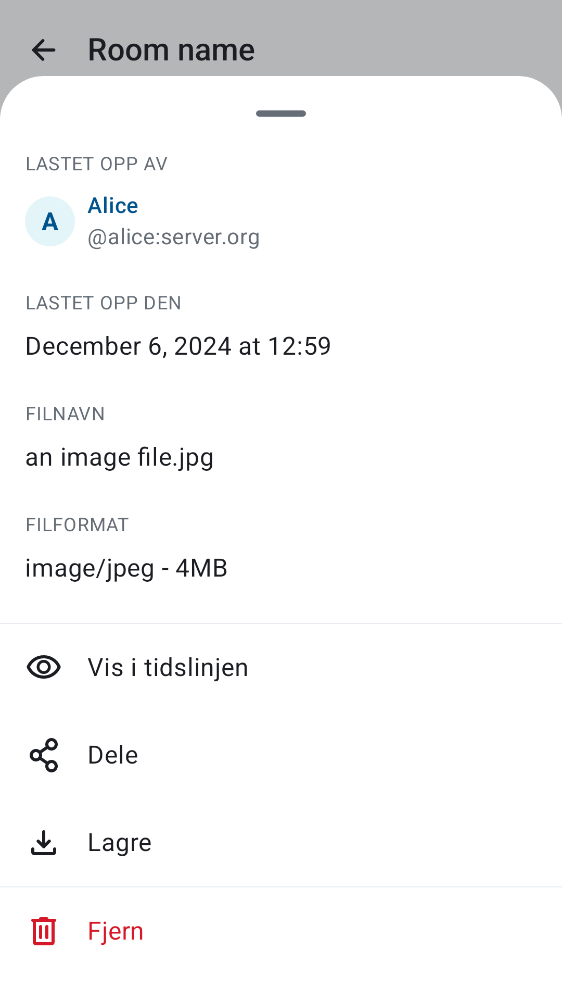 Room name
LASTET OPP AV
A
Alice
@alice:server.org
LASTET OPP DEN
December 6, 2024 at 12:59
FILNAVN
an image file.jpg
FILFORMAT
image/jpeg - 4MB
Vis i tidslinjen
Dele
Lagre
Fjern